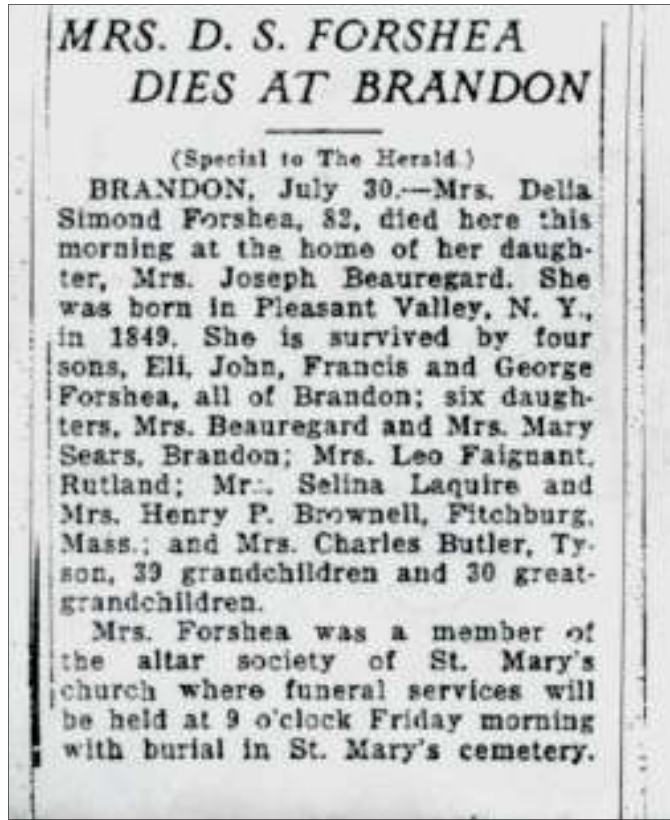 MRS. D. S. FORSHEA
DIES AT BRANDON
(Special to The Herald.)
BRANDON, July 30.—Mrs. Delia
Simond Forshea, 82, died here this
morning at the home of her daugh-
ter, Mrs. Joseph Beauregard. She
was born in Pleasant Valley, N. Y.,
in 1849. She is survived by four
sons, Eli, John, Francis and George
Forshea, all of Brandon; six daugh-
ters, Mrs. Beauregard and Mrs. Mary
Sears, Brandon; Mrs. Leo Faignant,
Rutland; Mrs. Selina Laquire and
Mrs. Henry P. Brownell, Fitchburg,
Mass.; and Mrs. Charles Butler, Ty-
son, 39 grandchildren and 30 great-
grandchildren.
Mrs. Forshea was a member of
the altar society of St. Mary's
church where funeral services will
be held at 9 o'clock Friday morning
with burial in St. Mary's cemetery.